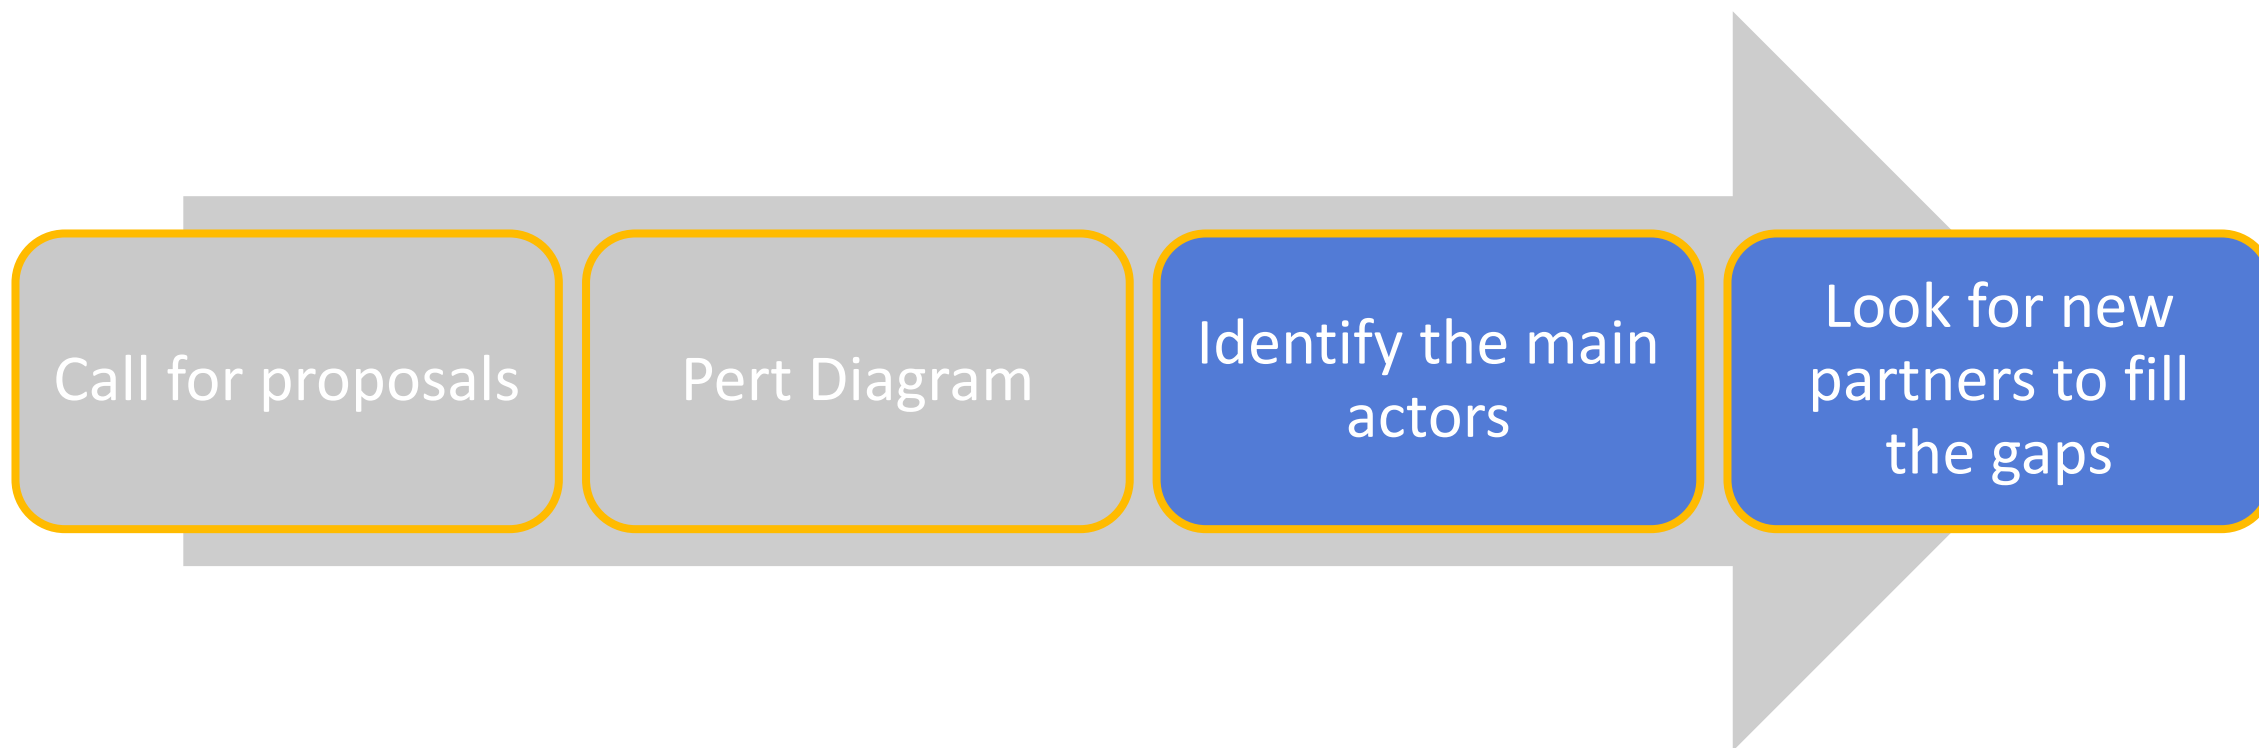 Call for proposals
Pert Diagram
Identify the main
actors
Look for new
partners to fill
the gaps